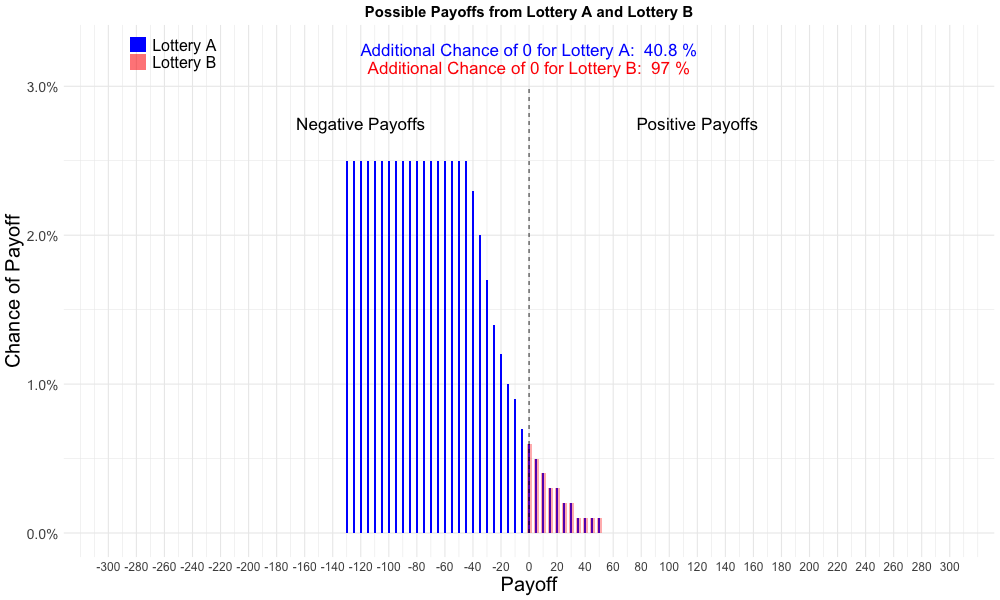 Possible Payoffs from Lottery A and Lottery B
Lottery A
Lottery B
Additional Chance of 0 for Lottery A: 40.8 %
Additional Chance of 0 for Lottery B: 97 %
Negative Payoffs
Positive Payoffs
Chance of Payoff
3.0%
2.0%
1.0%
0.0%
-300 -280 -260 -240 -220 -200 -180 -160 -140 -120 -100 -80 -60 -40 -20 0 20 40 60 80 100 120 140 160 180 200 220 240 260 280 300
Payoff